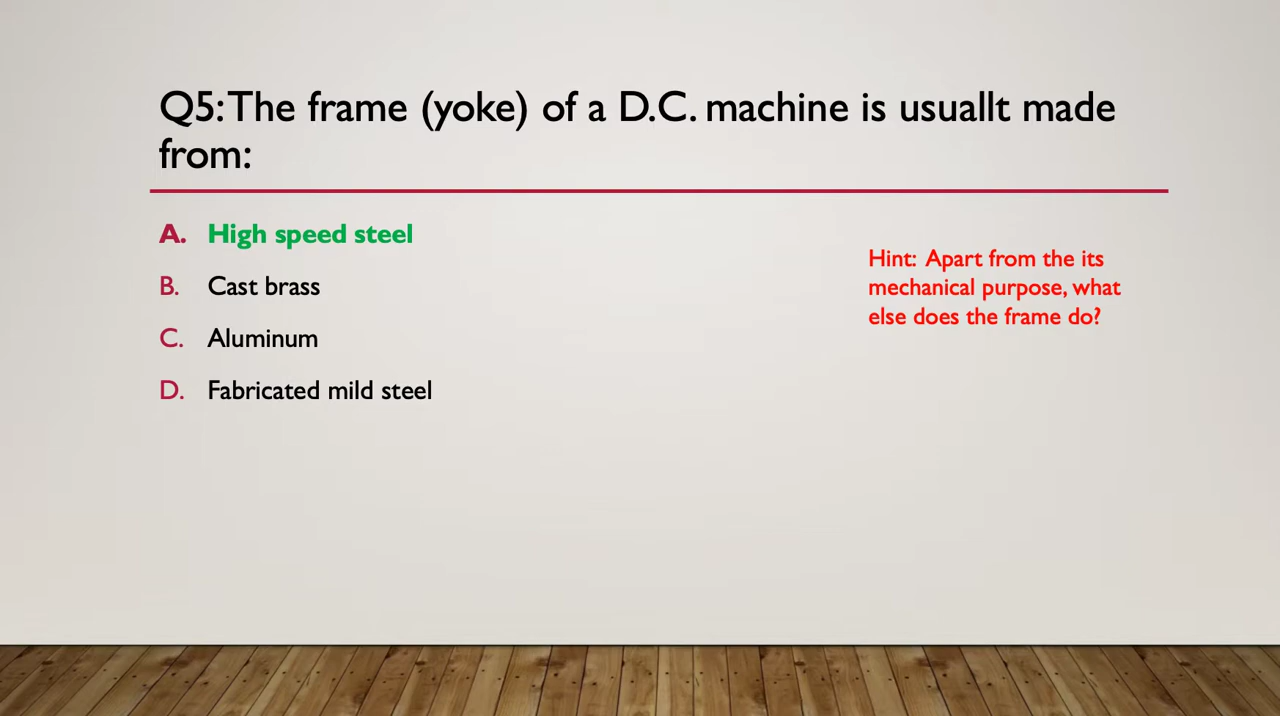 Q5: The frame (yoke) of a D.C. machine is usuallt made
from:
A. High speed steel
B. Cast brass
C. Aluminum
D. Fabricated mild steel
Hint: Apart from the its
mechanical purpose, what
else does the frame do?